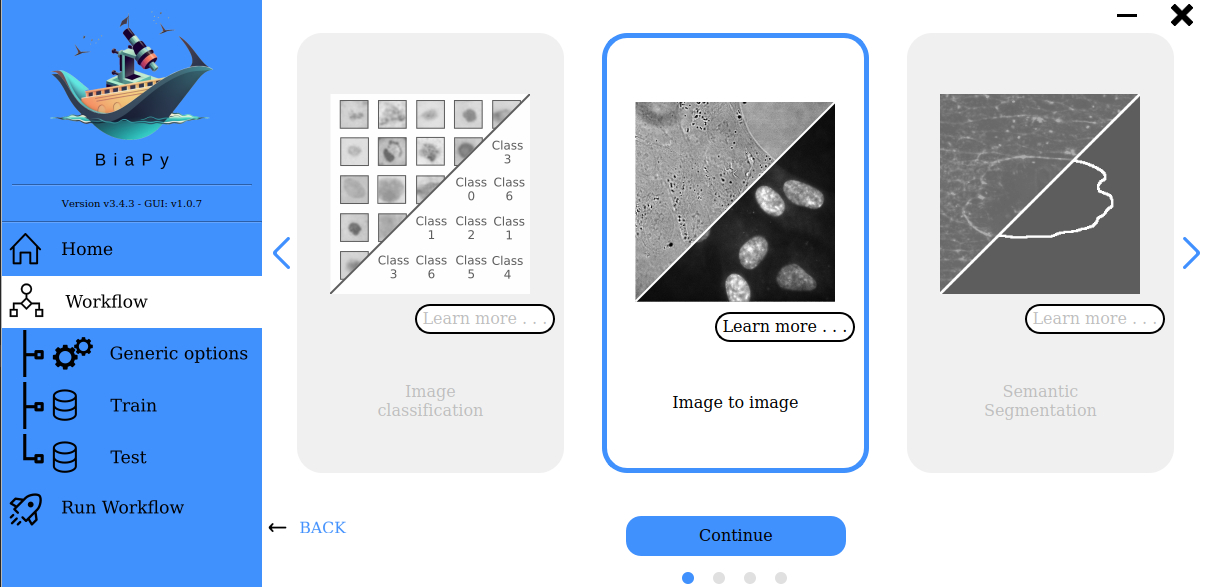 BiaPy
Version v3.4.3 - GUI: v1.0.7
Home
Workflow
Generic options
Train
Test
Run Workflow
Class
3
Class Class
0 6
Class Class Class
1 2 1
Class Class Class Class
3 6 5 4
Learn more . . .
Image
classification
Learn more . . .
Image to image
Learn more . . .
Semantic
Segmentation
← BACK
Continue